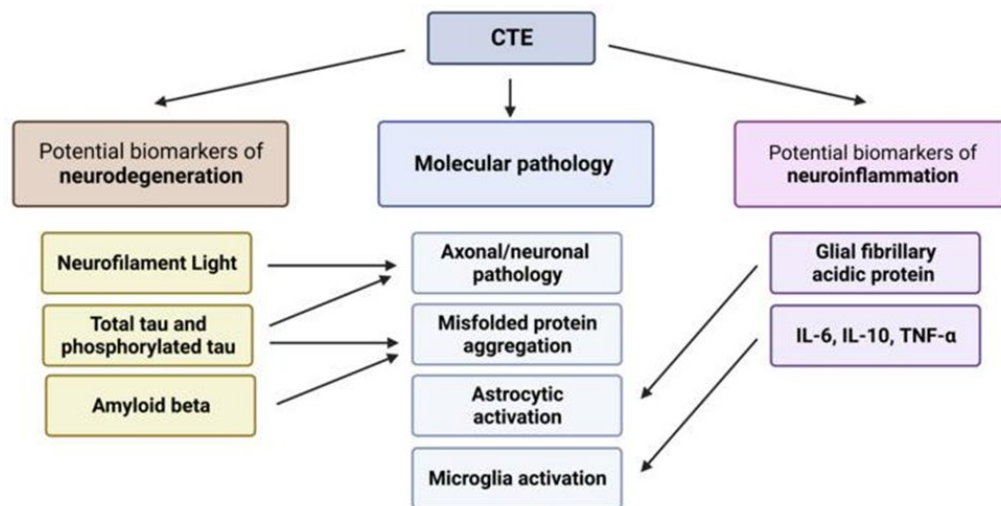 CTE
Potential biomarkers of
neurodegeneration
Molecular pathology
Potential biomarkers of
neuroinflammation
Neurofilament Light
Total tau and
phosphorylated tau
Amyloid beta
Axonal/neuronal
pathology
Misfolded protein
aggregation
Astrocytic
activation
Microglia activation
Glial fibrillary
acidic protein
IL-6, IL-10, TNF-α